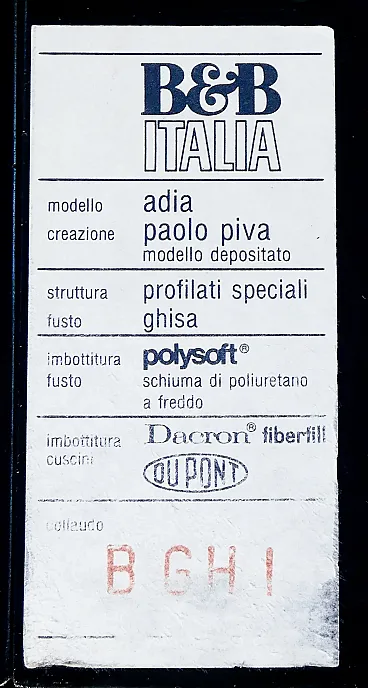 B&B
ITALIA
modello adia
creazione paolo piva
modello depositato
struttura profilati speciali
fusto ghisa
imbottitura polysoft®
fusto schiuma di poliuretano
a freddo
imbottitura Dacron® fiberfill
cuscini DU PONT
collaudo
B G H I